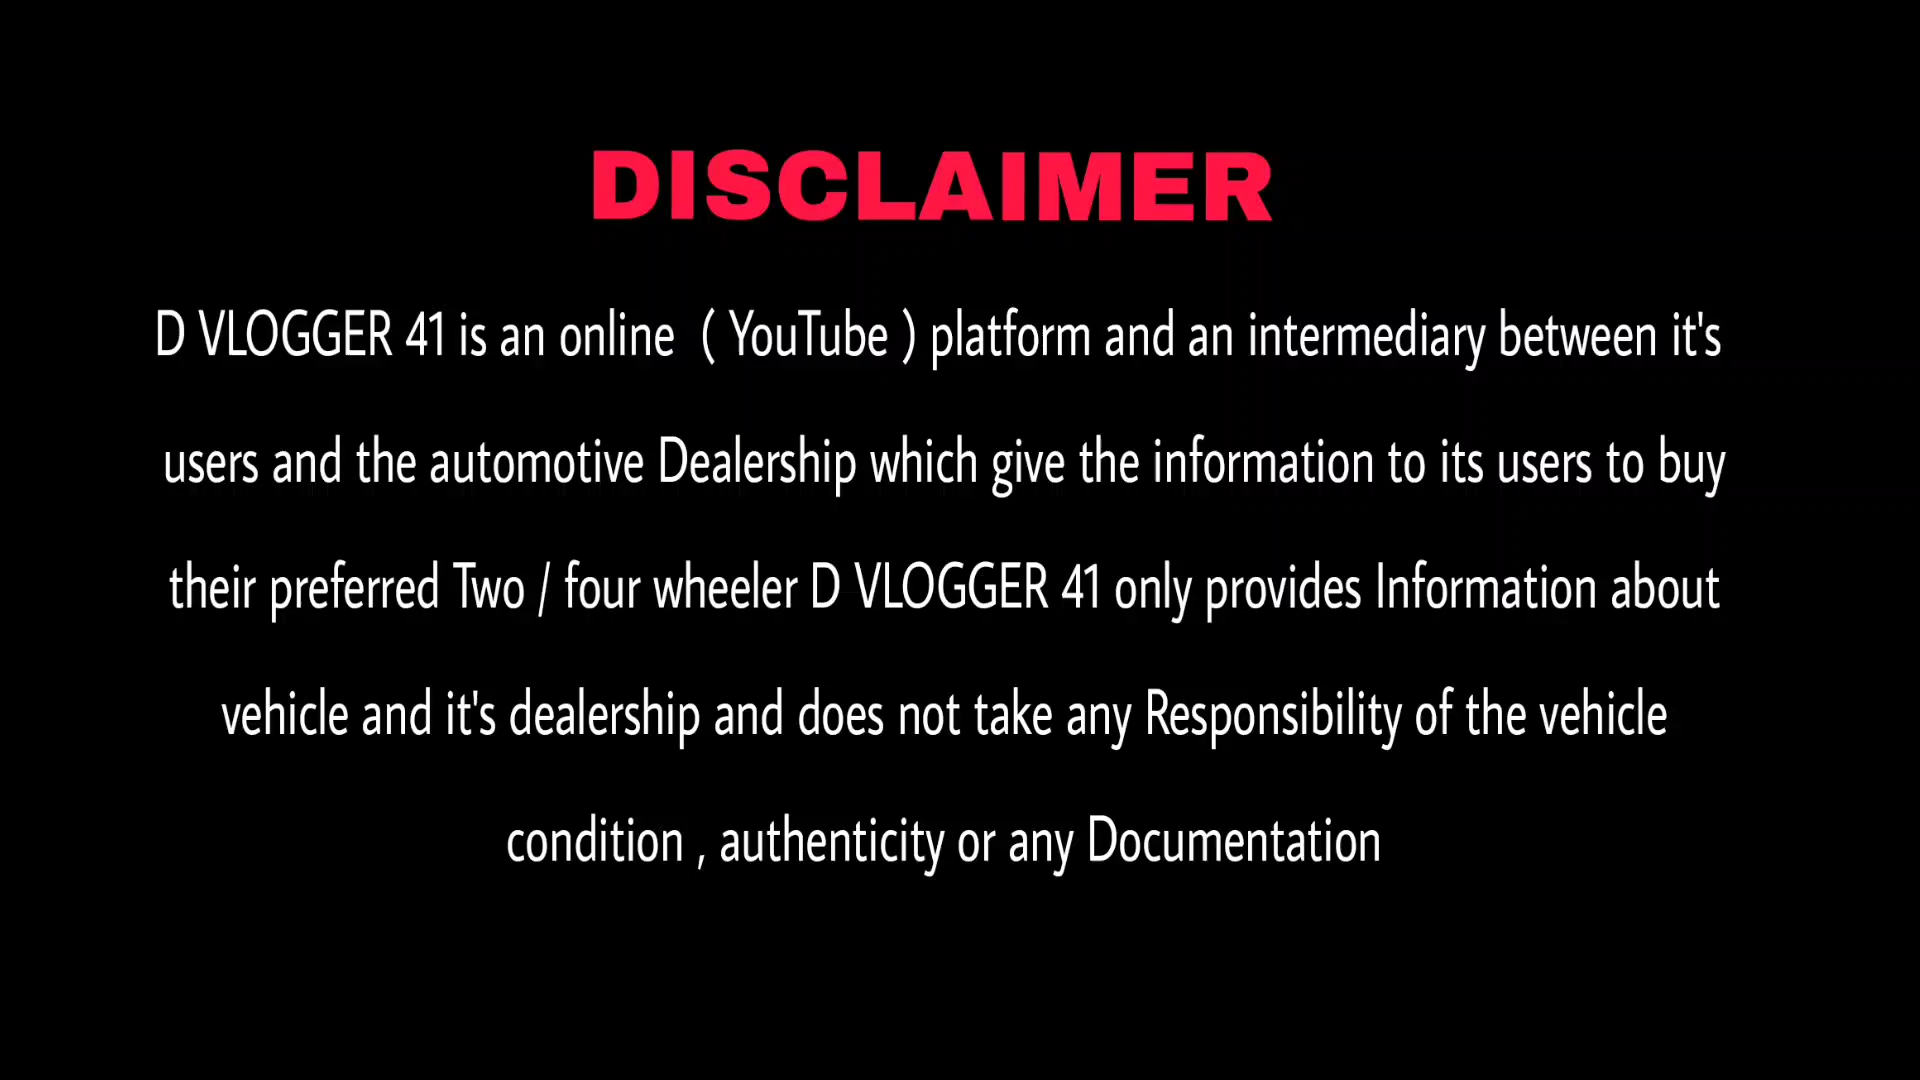 DISCLAIMER
D VLOGGER 41 is an online  ( YouTube ) platform and an intermediary between it's
users and the automotive Dealership which give the information to its users to buy
their preferred Two / four wheeler D VLOGGER 41 only provides Information about
vehicle and it's dealership and does not take any Responsibility of the vehicle
condition , authenticity or any Documentation